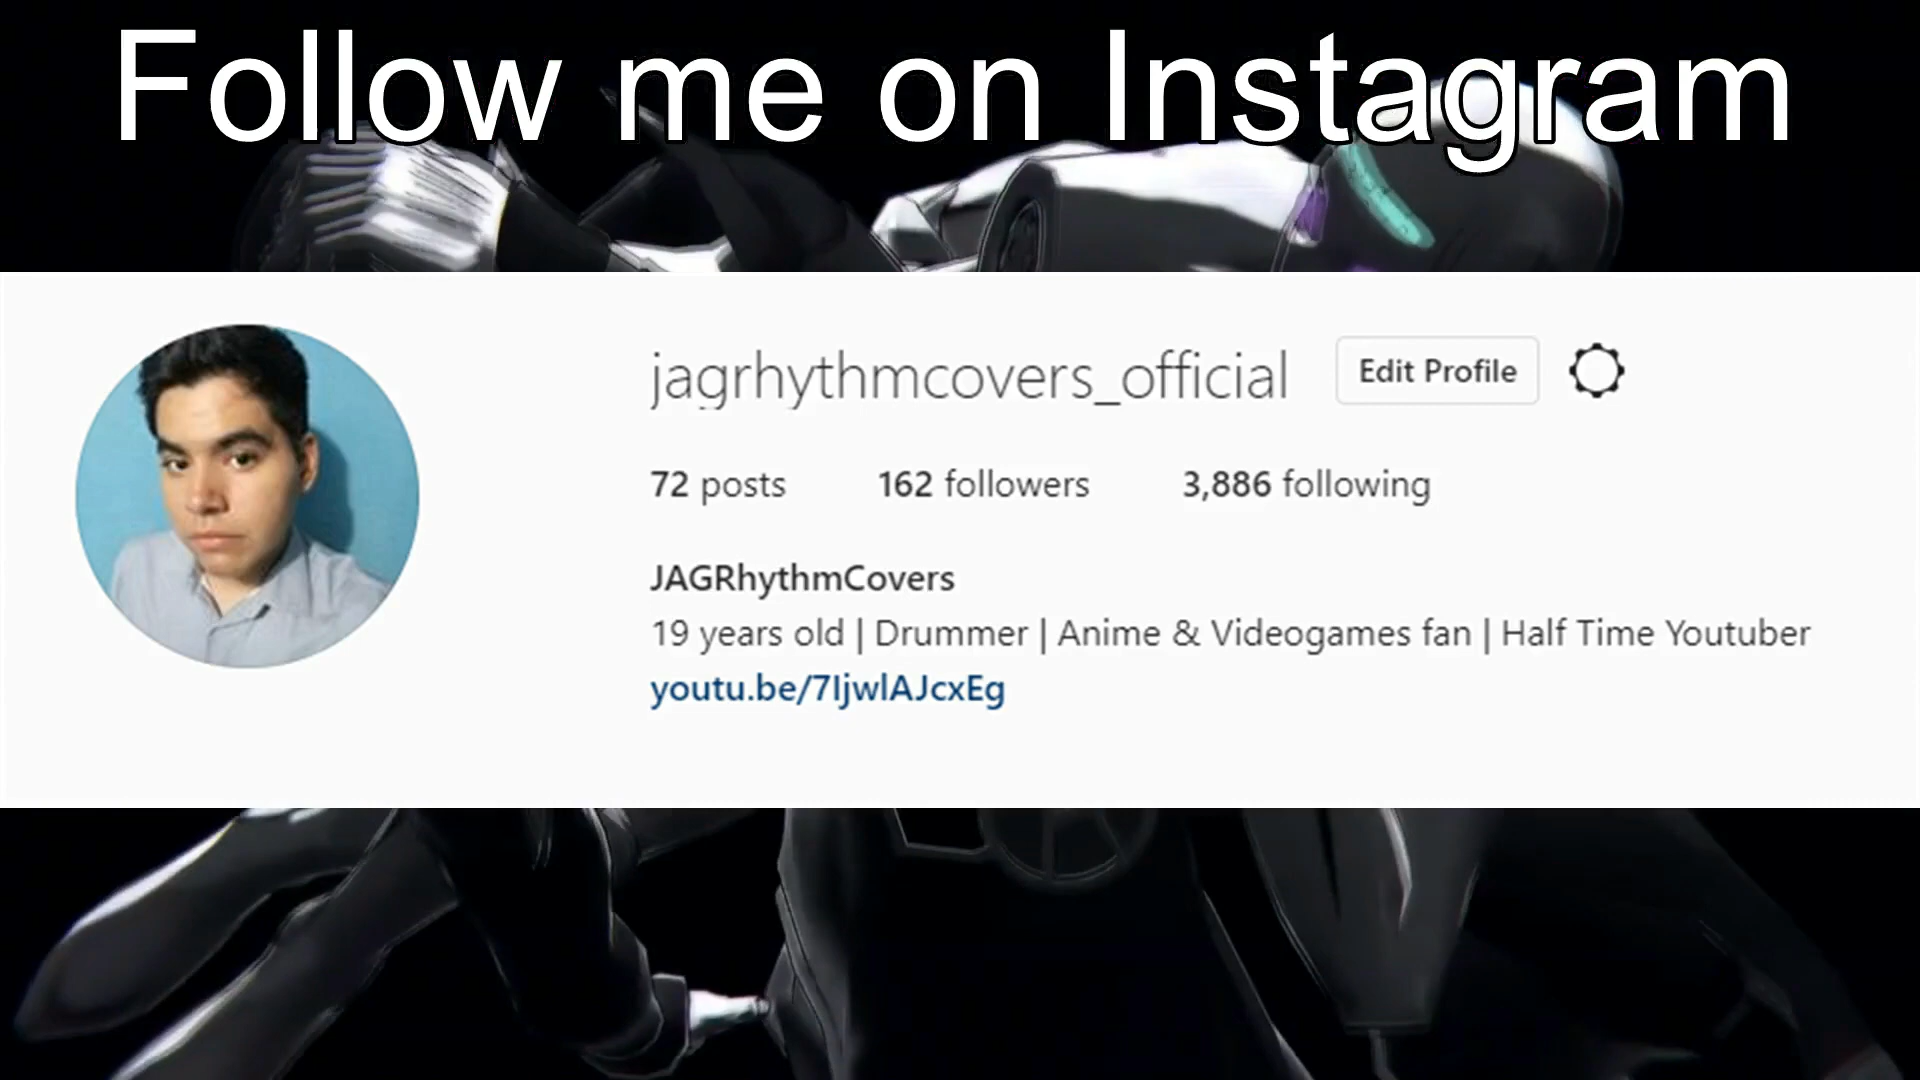 Follow me on Instagram
jagrhythmcovers_official Edit Profile
72 posts 162 followers 3,886 following
JAGRhythmCovers
19 years old | Drummer | Anime & Videogames fan | Half Time Youtuber
youtu.be/7IjwlAJcxEg